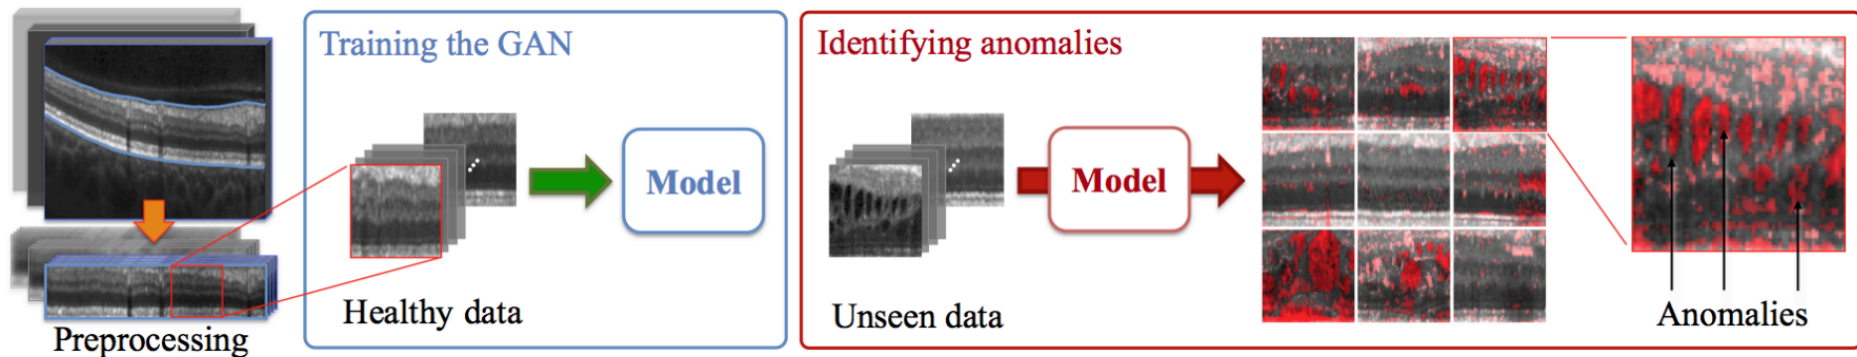 Preprocessing
Training the GAN
Healthy data
Model
Identifying anomalies
Unseen data
Model
Anomalies